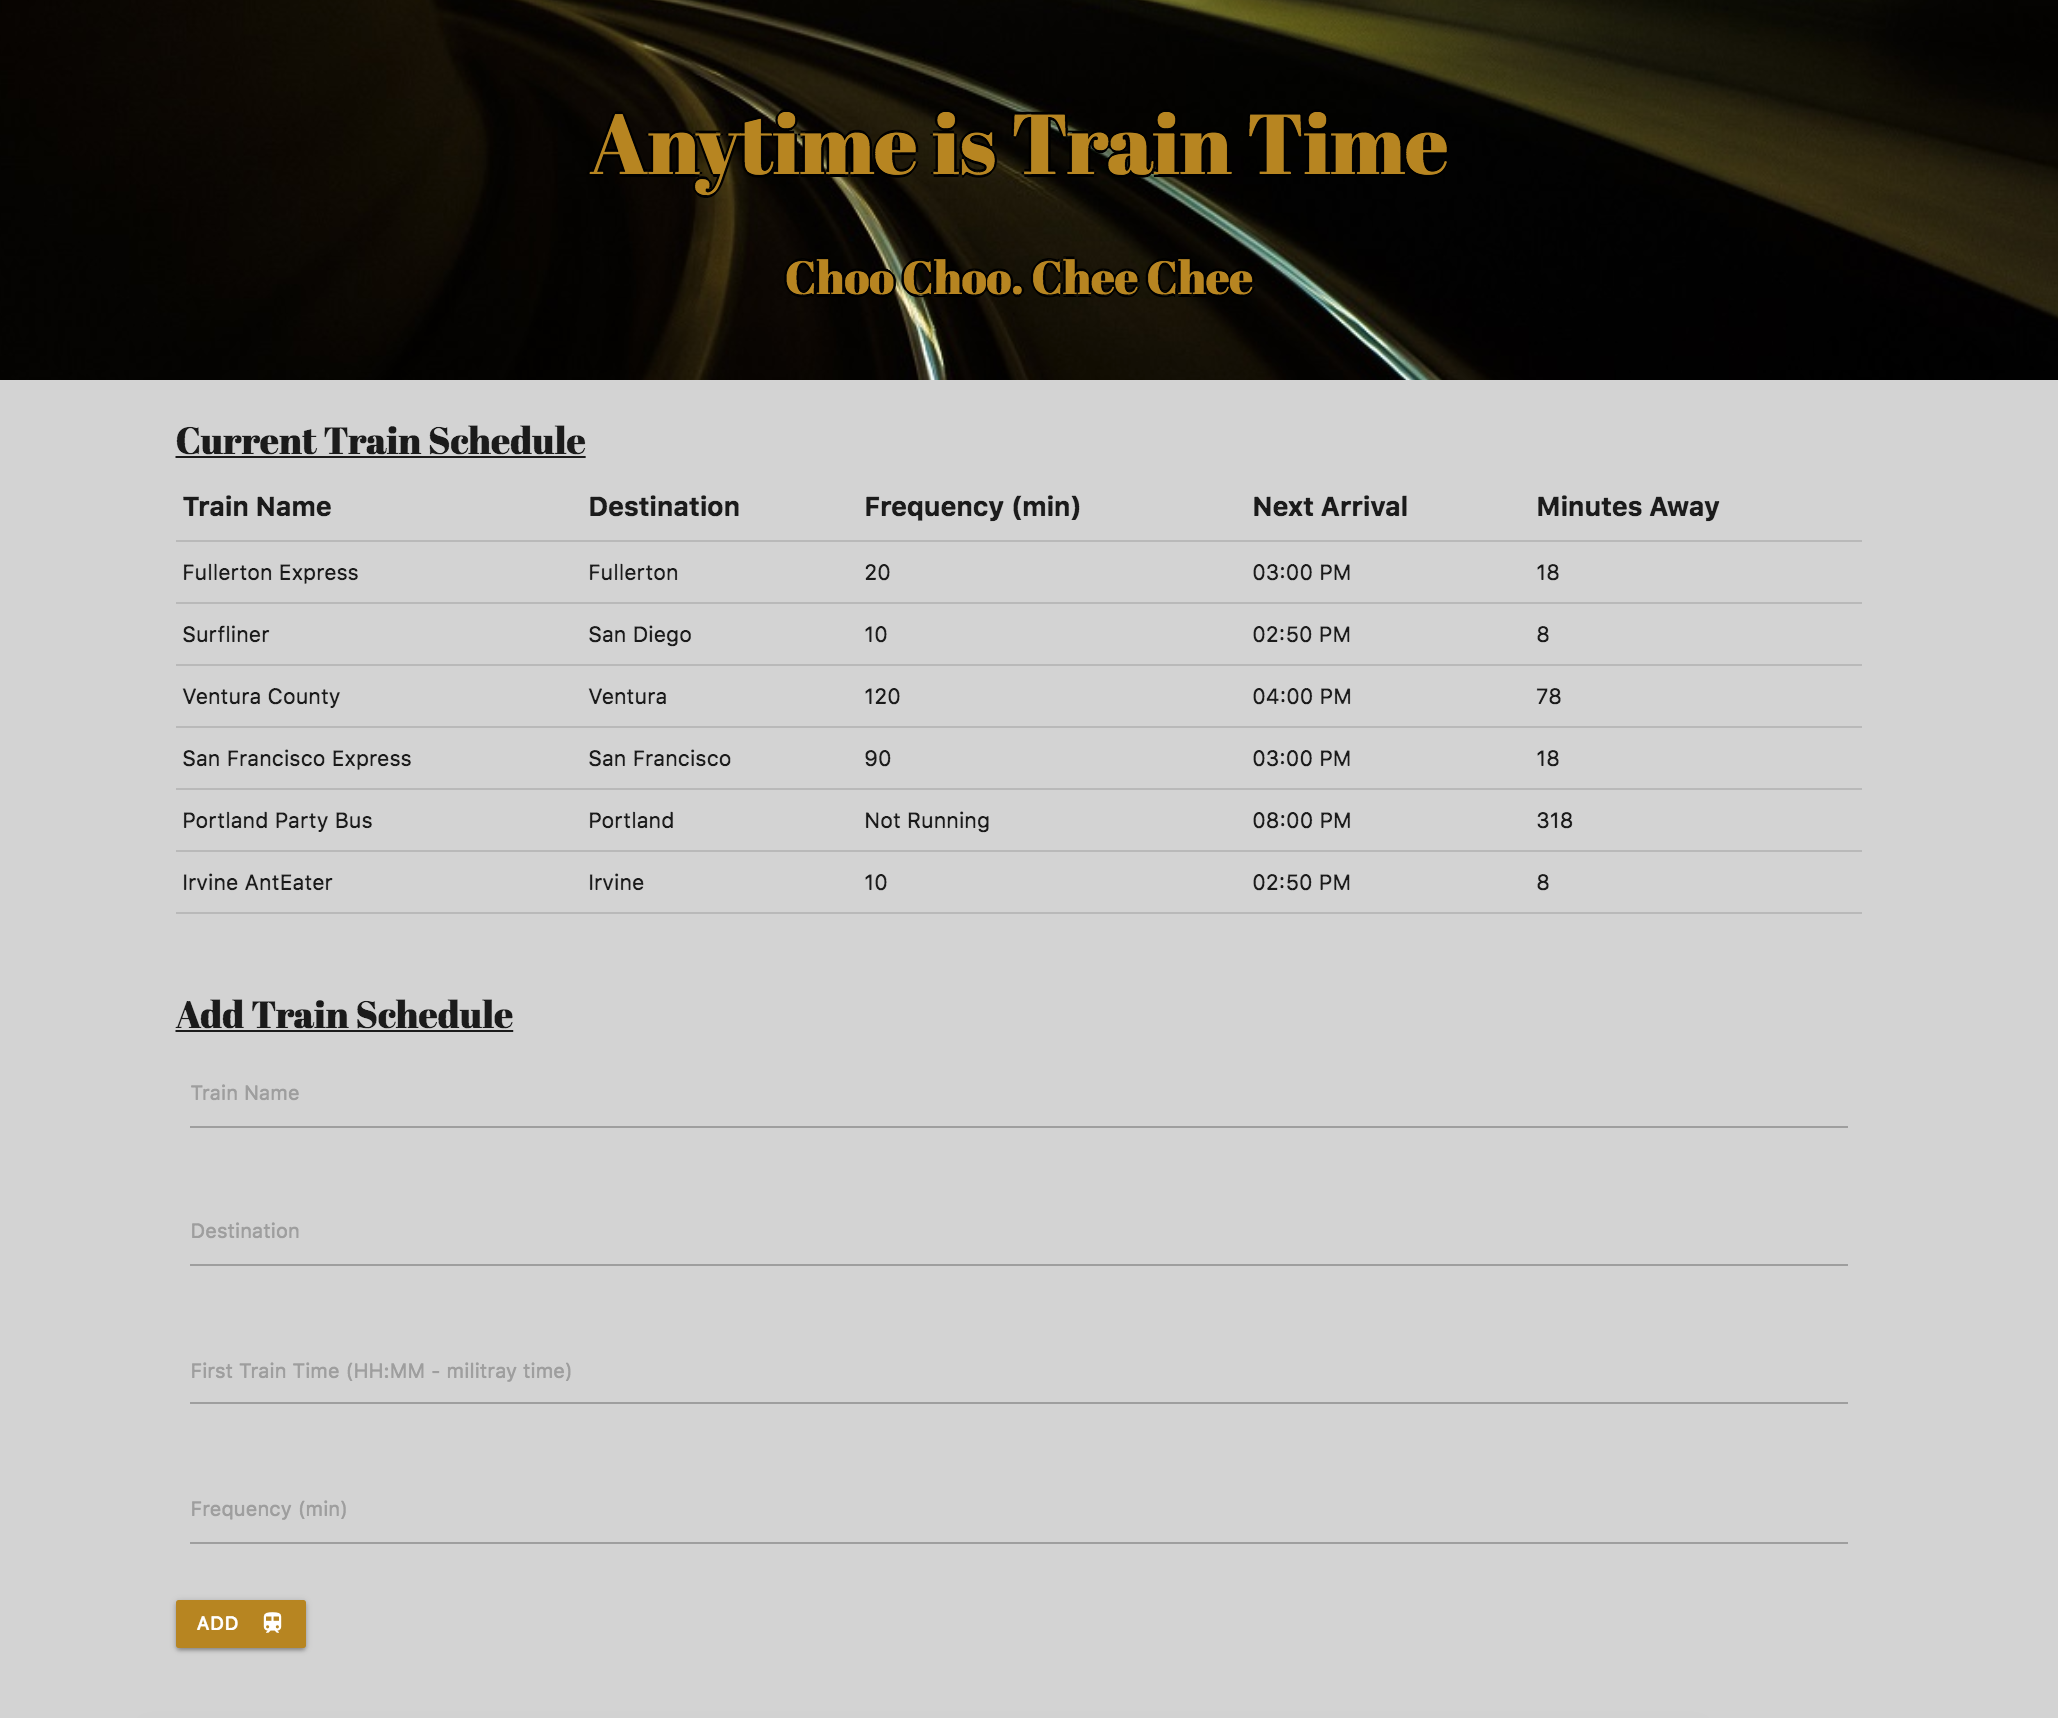 Anytime is Train Time
Choo Choo. Chee Chee
Current Train Schedule
Train Name Destination Frequency (min) Next Arrival Minutes Away
Fullerton Express Fullerton 20 03:00 PM 18
Surfliner San Diego 10 02:50 PM 8
Ventura County Ventura 120 04:00 PM 78
San Francisco Express San Francisco 90 03:00 PM 18
Portland Party Bus Portland Not Running 08:00 PM 318
Irvine AntEater Irvine 10 02:50 PM 8
Add Train Schedule
Train Name
Destination
First Train Time (HH:MM - militray time)
Frequency (min)
ADD